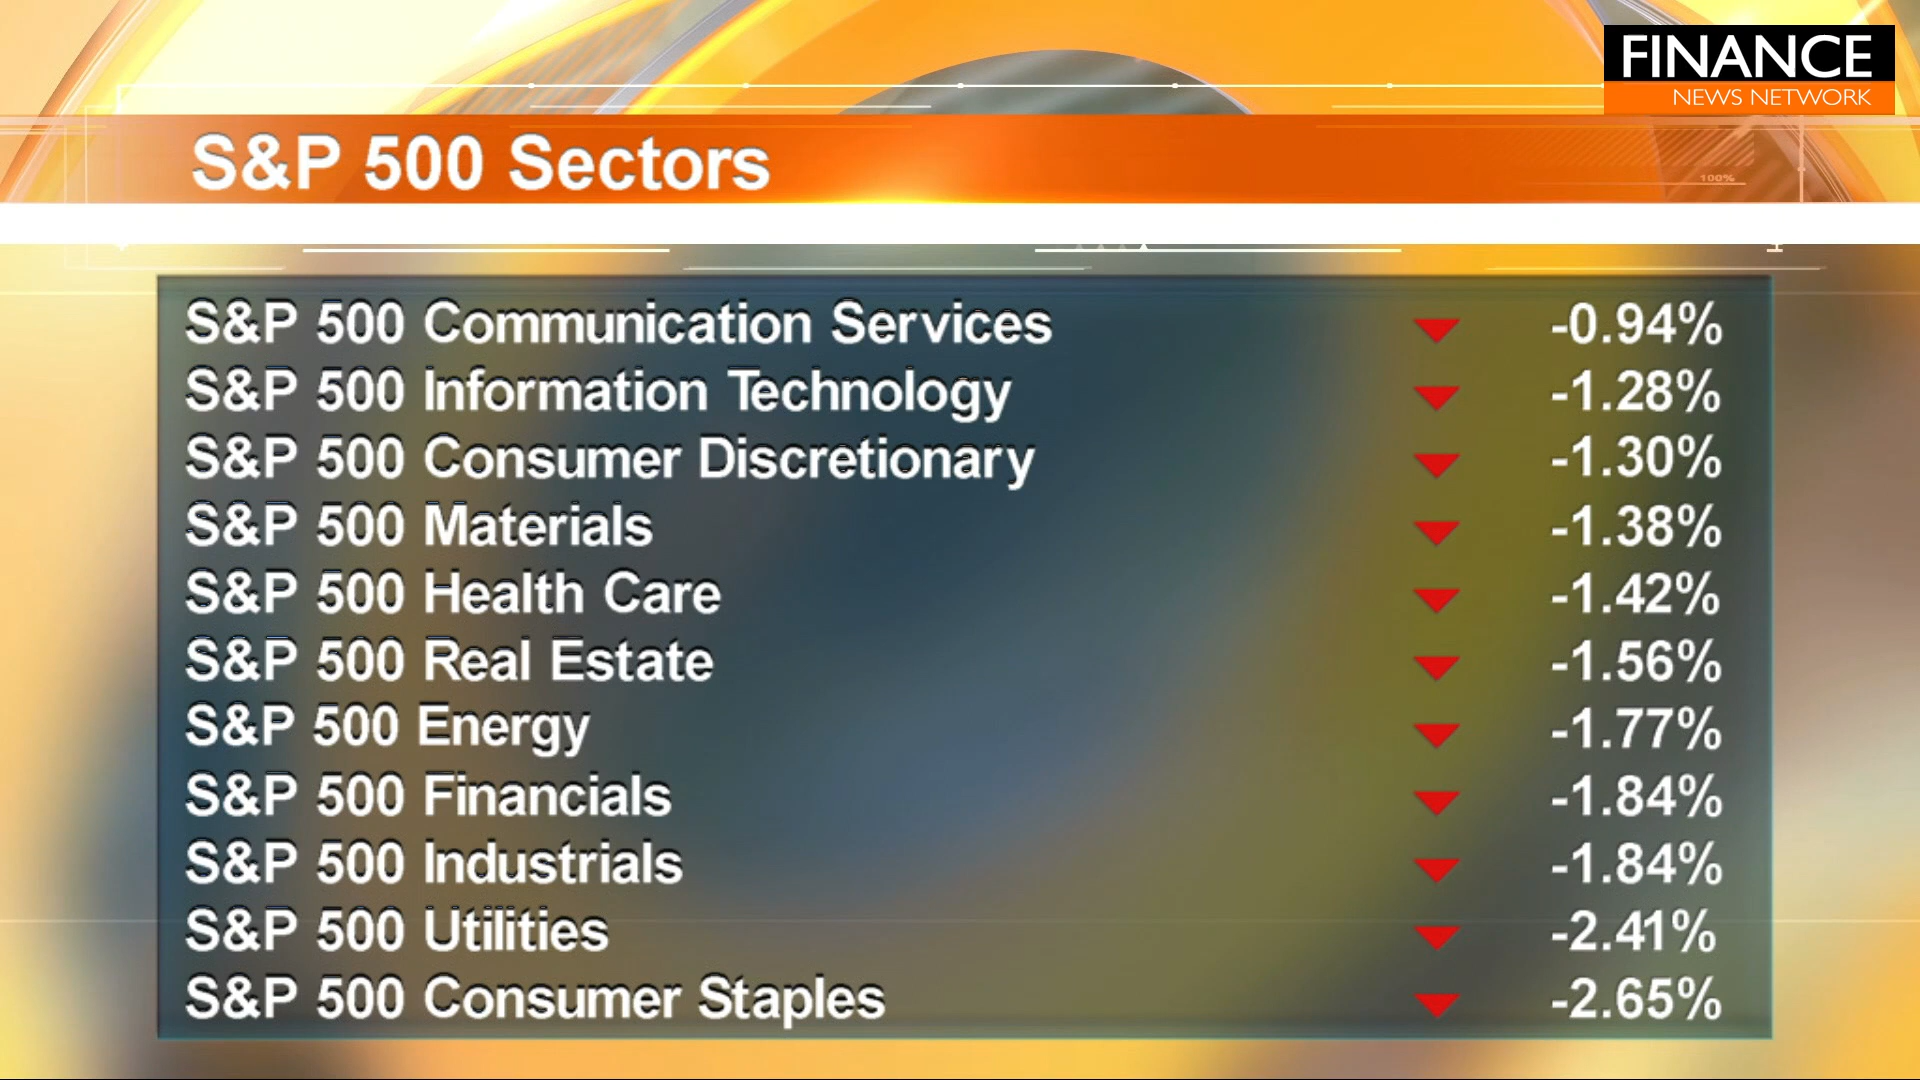 FINANCE
NEWS NETWORK
S&P 500 Sectors
100%
S&P 500 Communication Services -0.94%
S&P 500 Information Technology -1.28%
S&P 500 Consumer Discretionary -1.30%
S&P 500 Materials -1.38%
S&P 500 Health Care -1.42%
S&P 500 Real Estate -1.56%
S&P 500 Energy -1.77%
S&P 500 Financials -1.84%
S&P 500 Industrials -1.84%
S&P 500 Utilities -2.41%
S&P 500 Consumer Staples -2.65%